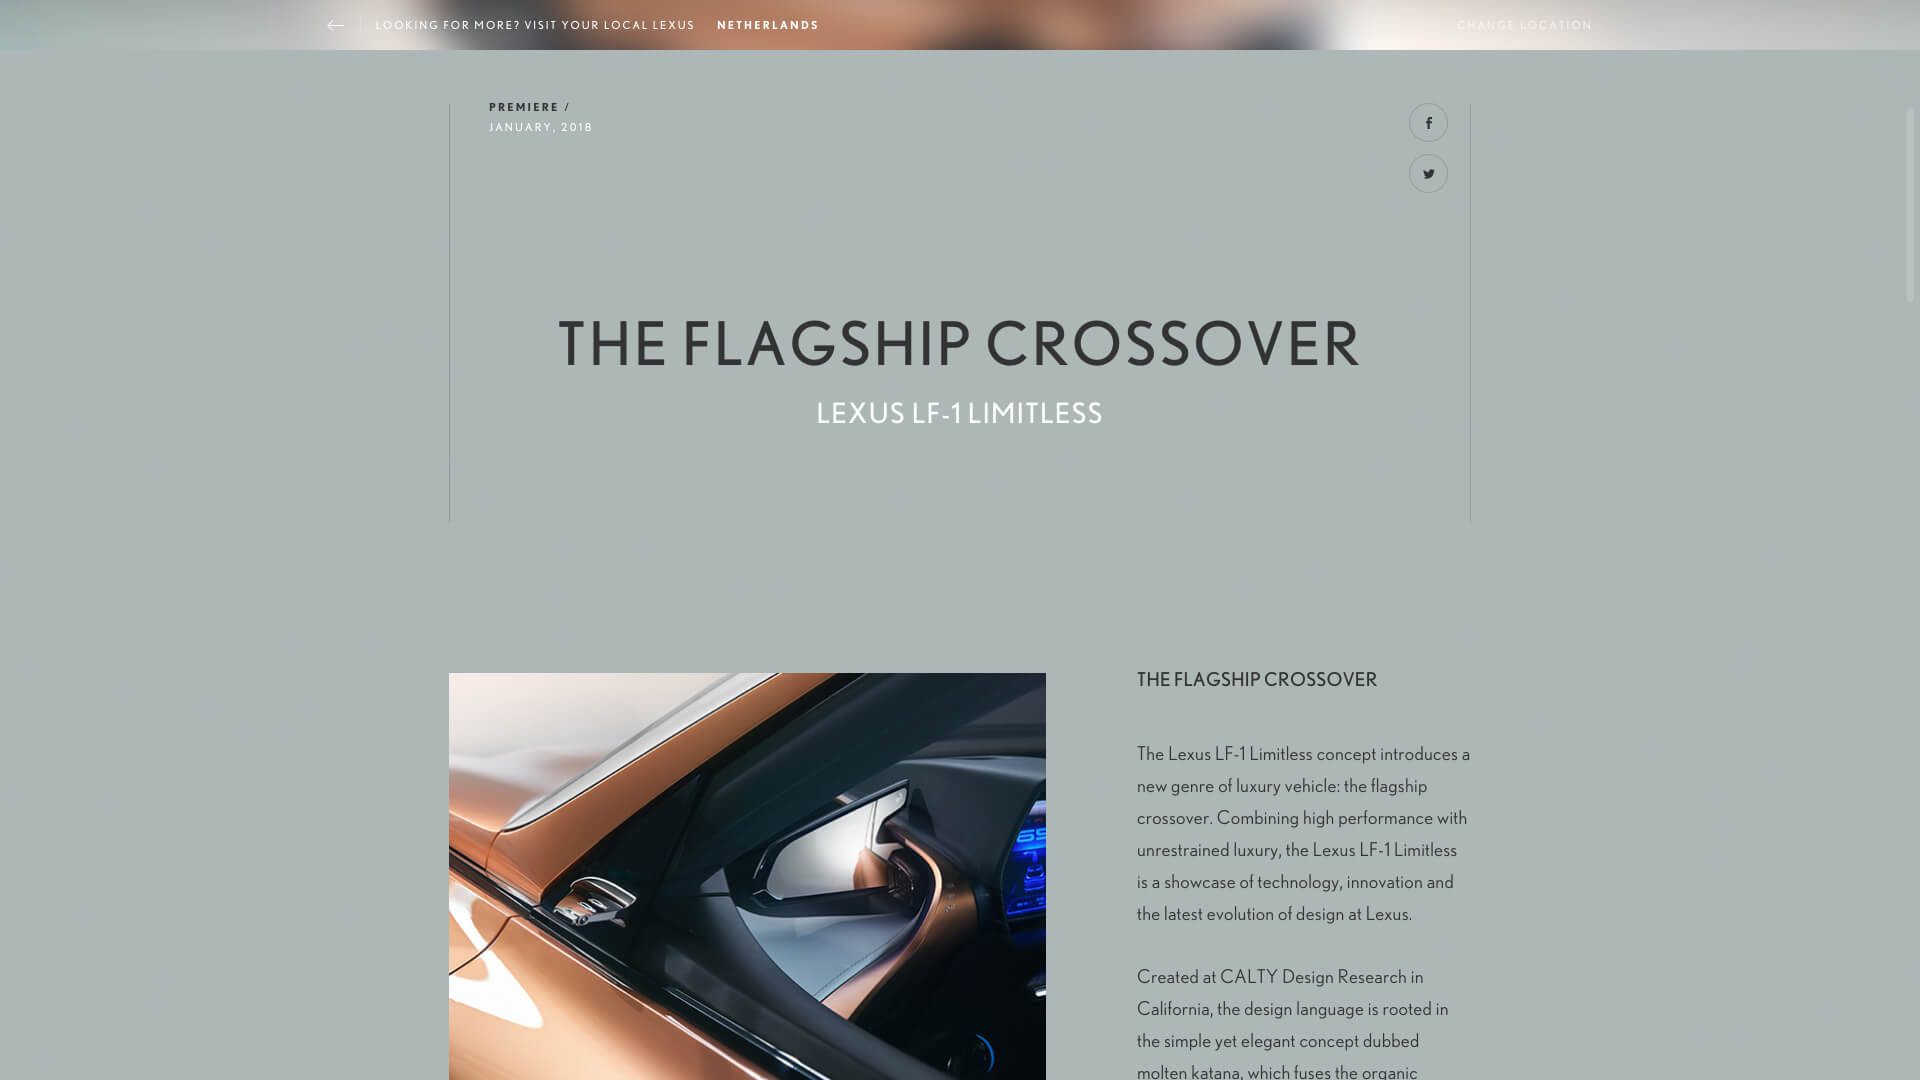 LOOKING FOR MORE? VISIT YOUR LOCAL LEXUS NETHERLANDS CHANGE LOCATION
PREMIERE /
JANUARY, 2018
THE FLAGSHIP CROSSOVER
LEXUS LF-1 LIMITLESS
THE FLAGSHIP CROSSOVER
The Lexus LF-1 Limitless concept introduces a
new genre of luxury vehicle: the flagship
crossover. Combining high performance with
unrestrained luxury, the Lexus LF-1 Limitless
is a showcase of technology, innovation and
the latest evolution of design at Lexus.
Created at CALTY Design Research in
California, the design language is rooted in
the simple yet elegant concept dubbed
molten katana, which fuses the organic